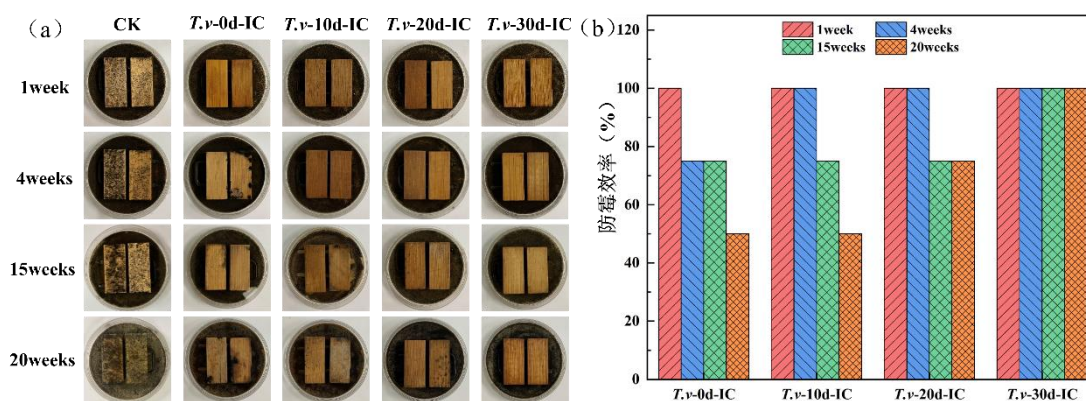 (a)
CK
T.v-0d-IC
T.v-10d-IC
T.v-20d-IC
T.v-30d-IC
1week
4weeks
15weeks
20weeks
(b)
1week
4weeks
15weeks
20weeks
防霉效率（%）
120
100
80
60
40
20
0
T.v-0d-IC
T.v-10d-IC
T.v-20d-IC
T.v-30d-IC